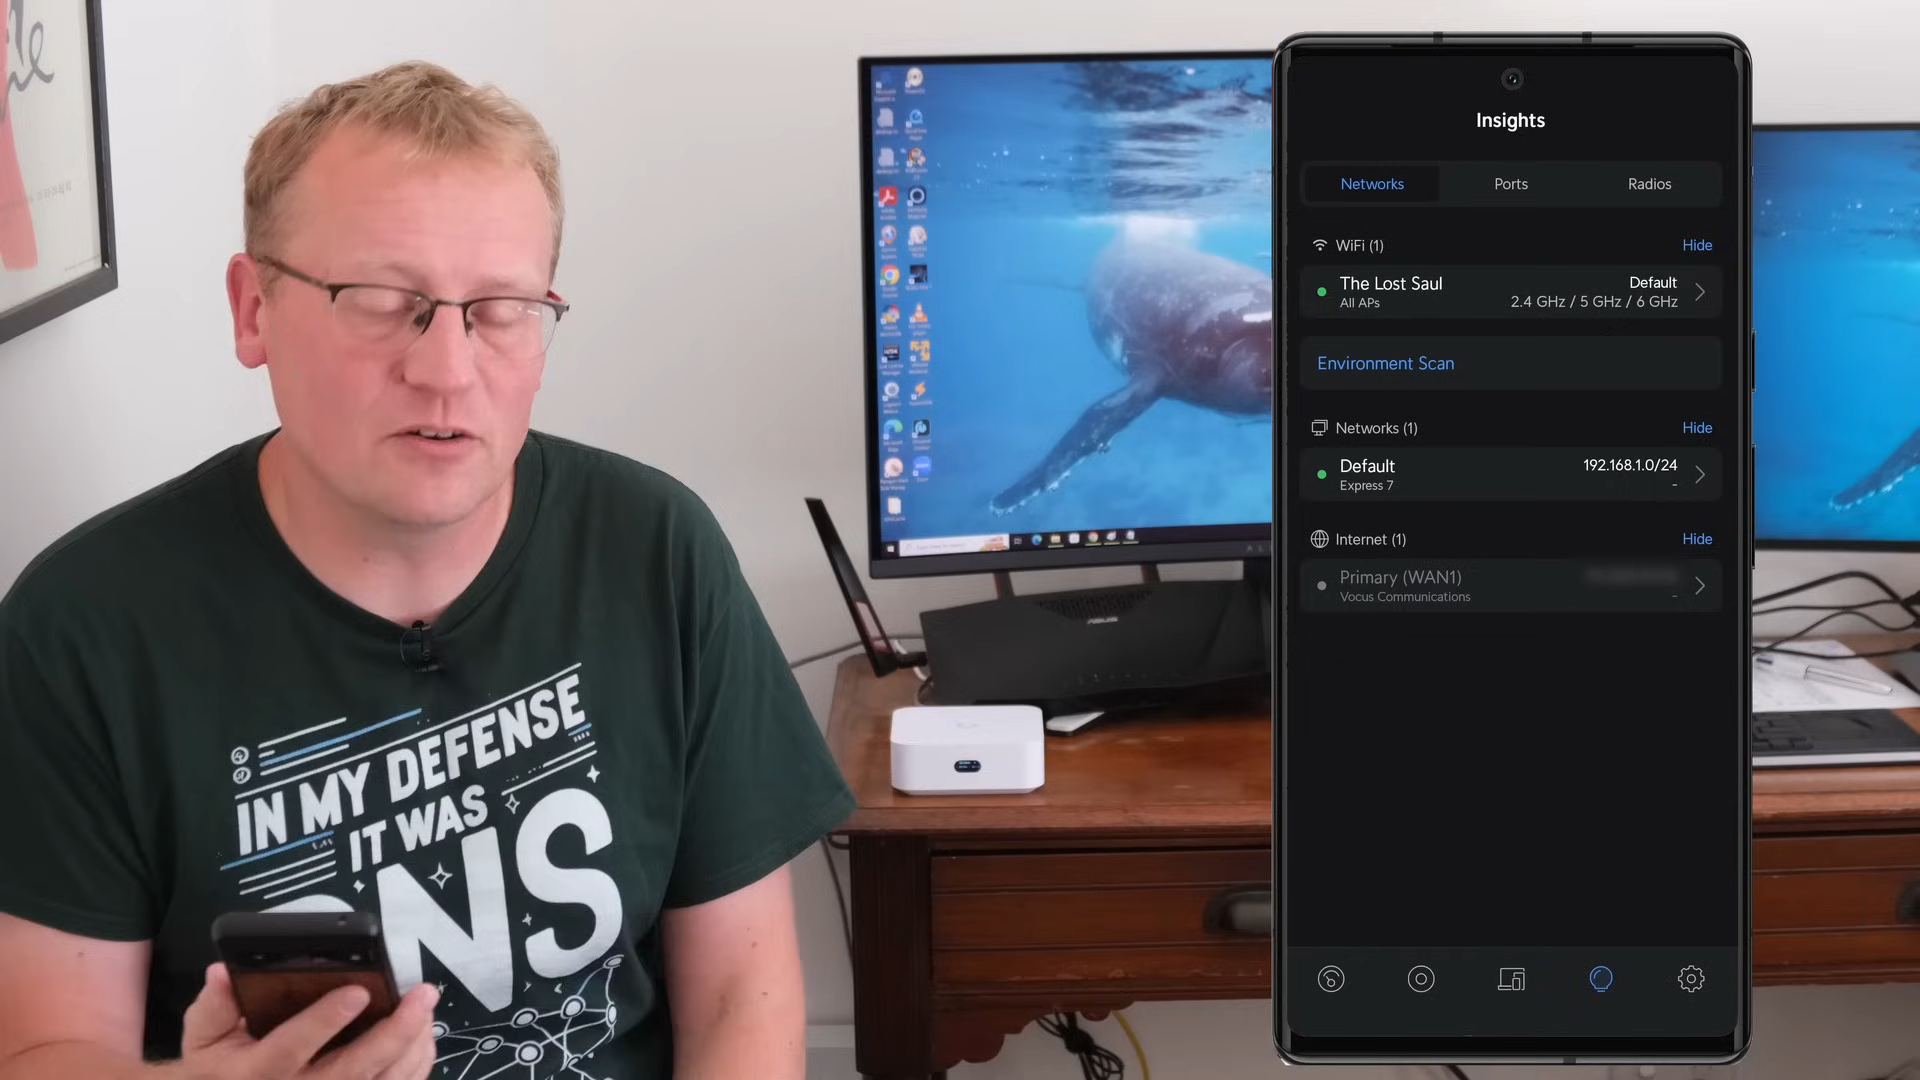 IN MY DEFENSE
IT WAS
DNS
ASUS
Insights
Networks
Ports
Radios
WiFi (1)
Hide
The Lost Saul
Default
All APs
2.4 GHz / 5 GHz / 6 GHz
Environment Scan
Networks (1)
Hide
Default
192.168.1.0/24
Express 7
-
Internet (1)
Hide
Primary (WAN1)
Vocus Communications
-